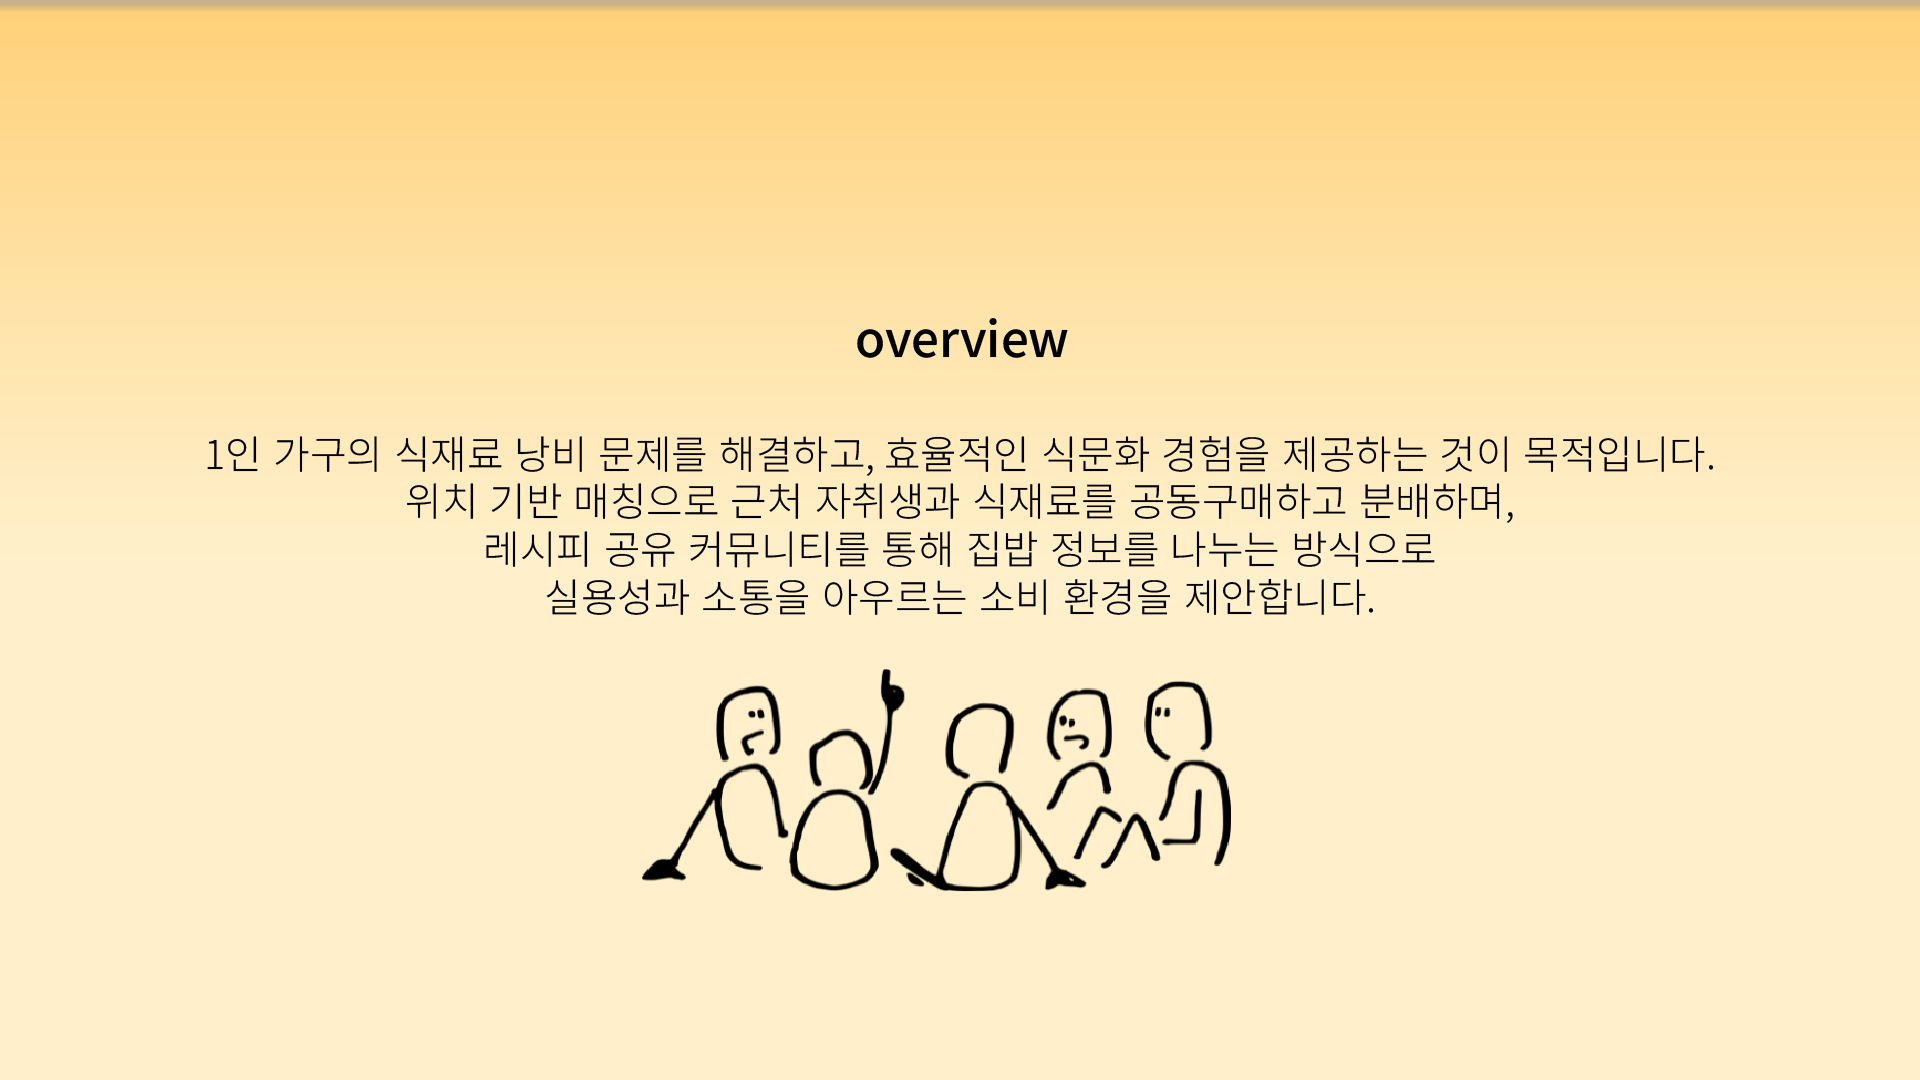 overview
1인 가구의 식재료 낭비 문제를 해결하고, 효율적인 식문화 경험을 제공하는 것이 목적입니다.
위치 기반 매칭으로 근처 자취생과 식재료를 공동구매하고 분배하며,
레시피 공유 커뮤니티를 통해 집밥 정보를 나누는 방식으로
실용성과 소통을 아우르는 소비 환경을 제안합니다.